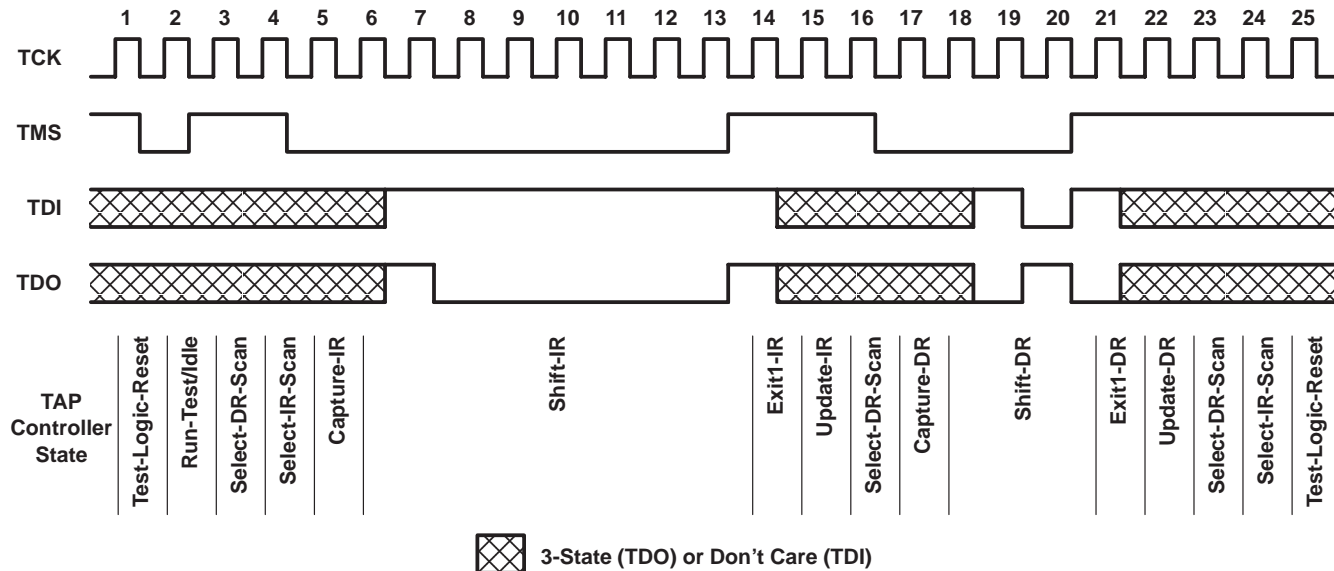 1 2 3 4 5 6 7 8 9 10 11 12 13 14 15 16 17 18 19 20 21 22 23 24 25
TCK
TMS
TDI
TDO
TAP
Controller
State
Test-Logic-Reset
Run-Test/Idle
Select-DR-Scan
Select-IR-Scan
Capture-IR
Shift-IR
Exit1-IR
Update-IR
Select-DR-Scan
Capture-DR
Shift-DR
Exit1-DR
Update-DR
Select-DR-Scan
Select-IR-Scan
Test-Logic-Reset
3-State (TDO) or Don't Care (TDI)